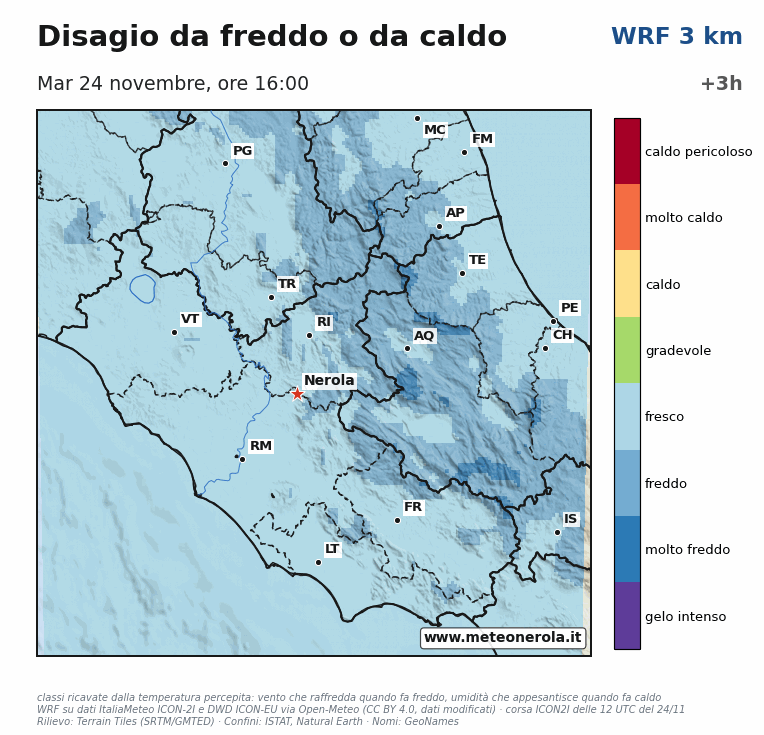 Disagio da freddo o da caldo
WRF 3 km
Mar 24 novembre, ore 16:00
+3h
MC
FM
PG
AP
TE
TR
PE
VT
RI
AQ
CH
Nerola
RM
FR
IS
LT
www.meteonerola.it
caldo pericoloso
molto caldo
caldo
gradevole
fresco
freddo
molto freddo
gelo intenso
classi ricavate dalla temperatura percepita: vento che raffredda quando fa freddo, umidità che appesantisce quando fa caldo
WRF su dati ItaliaMeteo ICON-2I e DWD ICON-EU via Open-Meteo (CC BY 4.0, dati modificati) · corsa ICON2I delle 12 UTC del 24/11
Rilievo: Terrain Tiles (SRTM/GMTED) · Confini: ISTAT, Natural Earth · Nomi: GeoNames